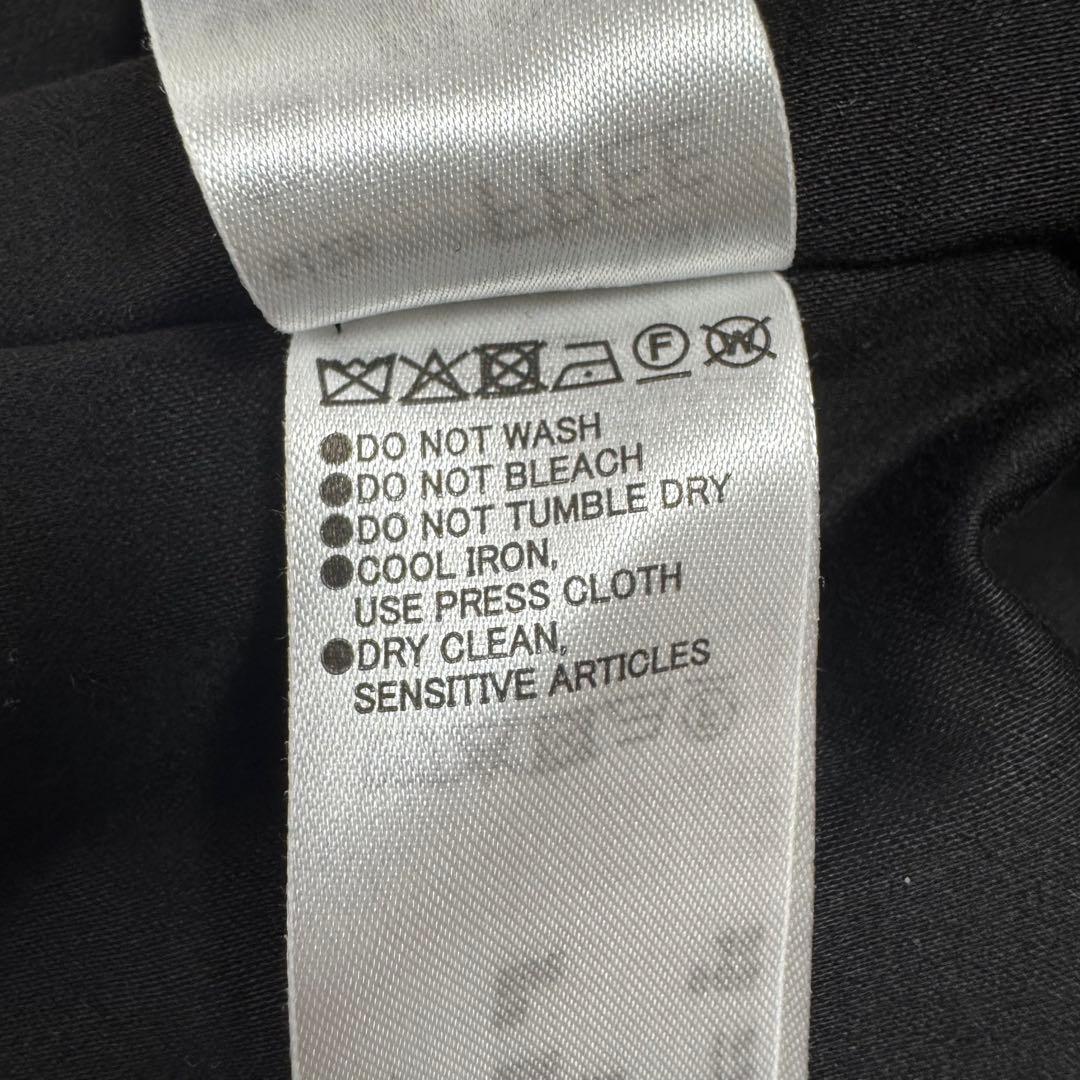 F W
●DO NOT WASH
●DO NOT BLEACH
●DO NOT TUMBLE DRY
●COOL IRON,
USE PRESS CLOTH
●DRY CLEAN,
SENSITIVE ARTICLES